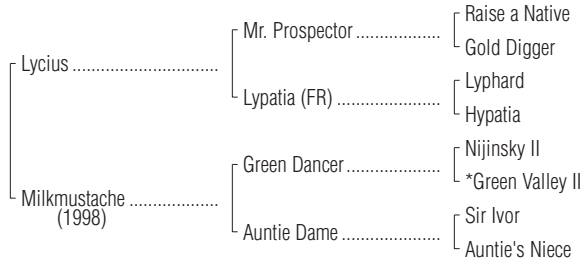 Raise a Native
Mr. Prospector ....................
Gold Digger
Lycius ..................................
Lyphard
Lypatia (FR) ........................
Hypatia
Nijinsky II
Green Dancer ......................
*Green Valley II
Milkmustache .....................
(1998)
Sir Ivor
Auntie Dame .......................
Auntie's Niece